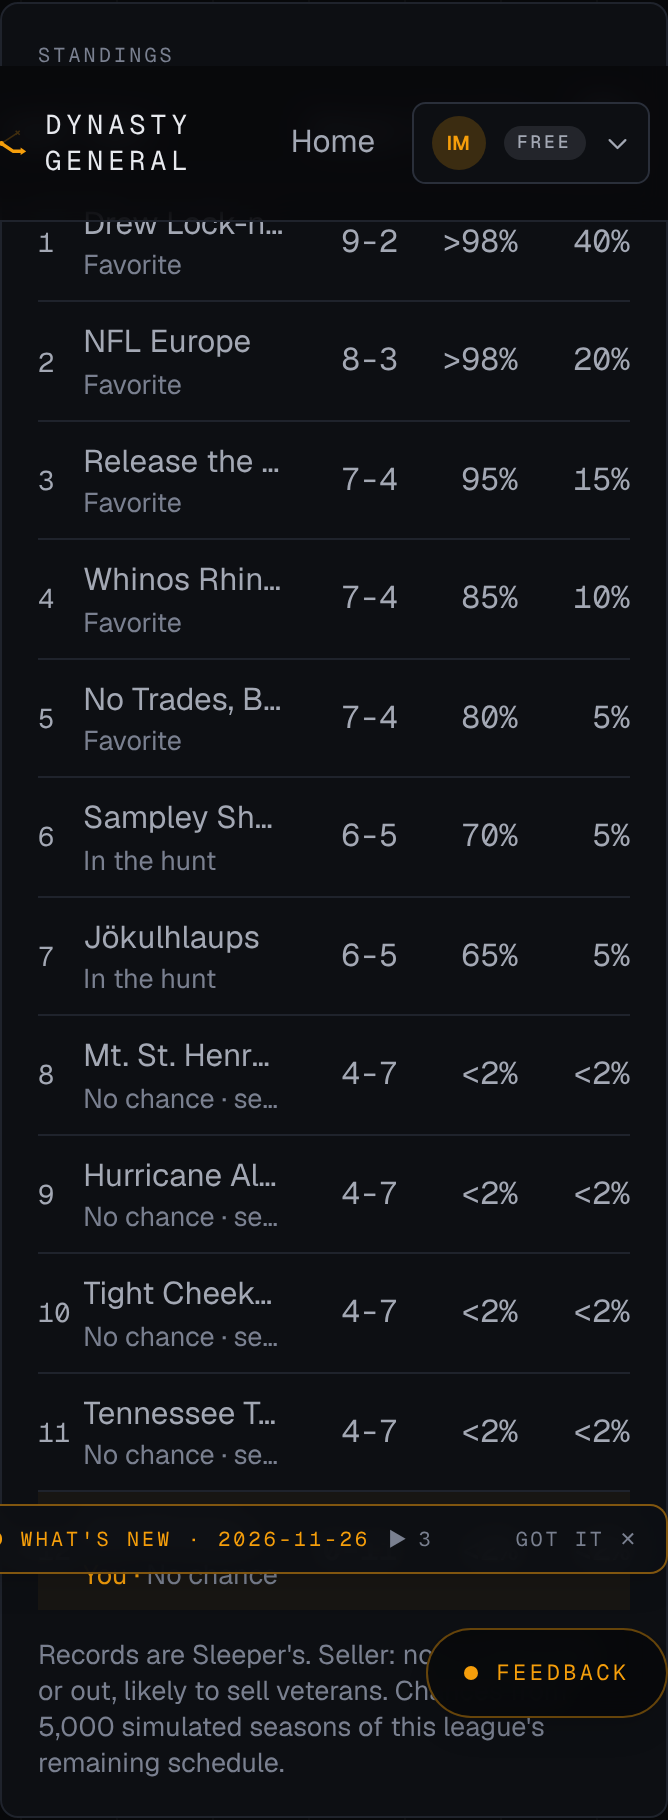 STANDINGS
DYNASTY
GENERAL
Home
IM
FREE
1 Drew Lock-n… 9-2 >98% 40%
Favorite
2 NFL Europe 8-3 >98% 20%
Favorite
3 Release the … 7-4 95% 15%
Favorite
4 Whinos Rhin… 7-4 85% 10%
Favorite
5 No Trades, B… 7-4 80% 5%
Favorite
6 Sampley Sh… 6-5 70% 5%
In the hunt
7 Jökulhlaups 6-5 65% 5%
In the hunt
8 Mt. St. Henr… 4-7 <2% <2%
No chance · se…
9 Hurricane Al… 4-7 <2% <2%
No chance · se…
10 Tight Cheek… 4-7 <2% <2%
No chance · se…
11 Tennessee T… 4-7 <2% <2%
No chance · se…
WHAT'S NEW · 2026-11-26 ▶ 3 GOT IT ×
You · No chance
Records are Sleeper's. Seller:
or out, likely to sell veterans.
FEEDBACK
5,000 simulated seasons of this league's
remaining schedule.